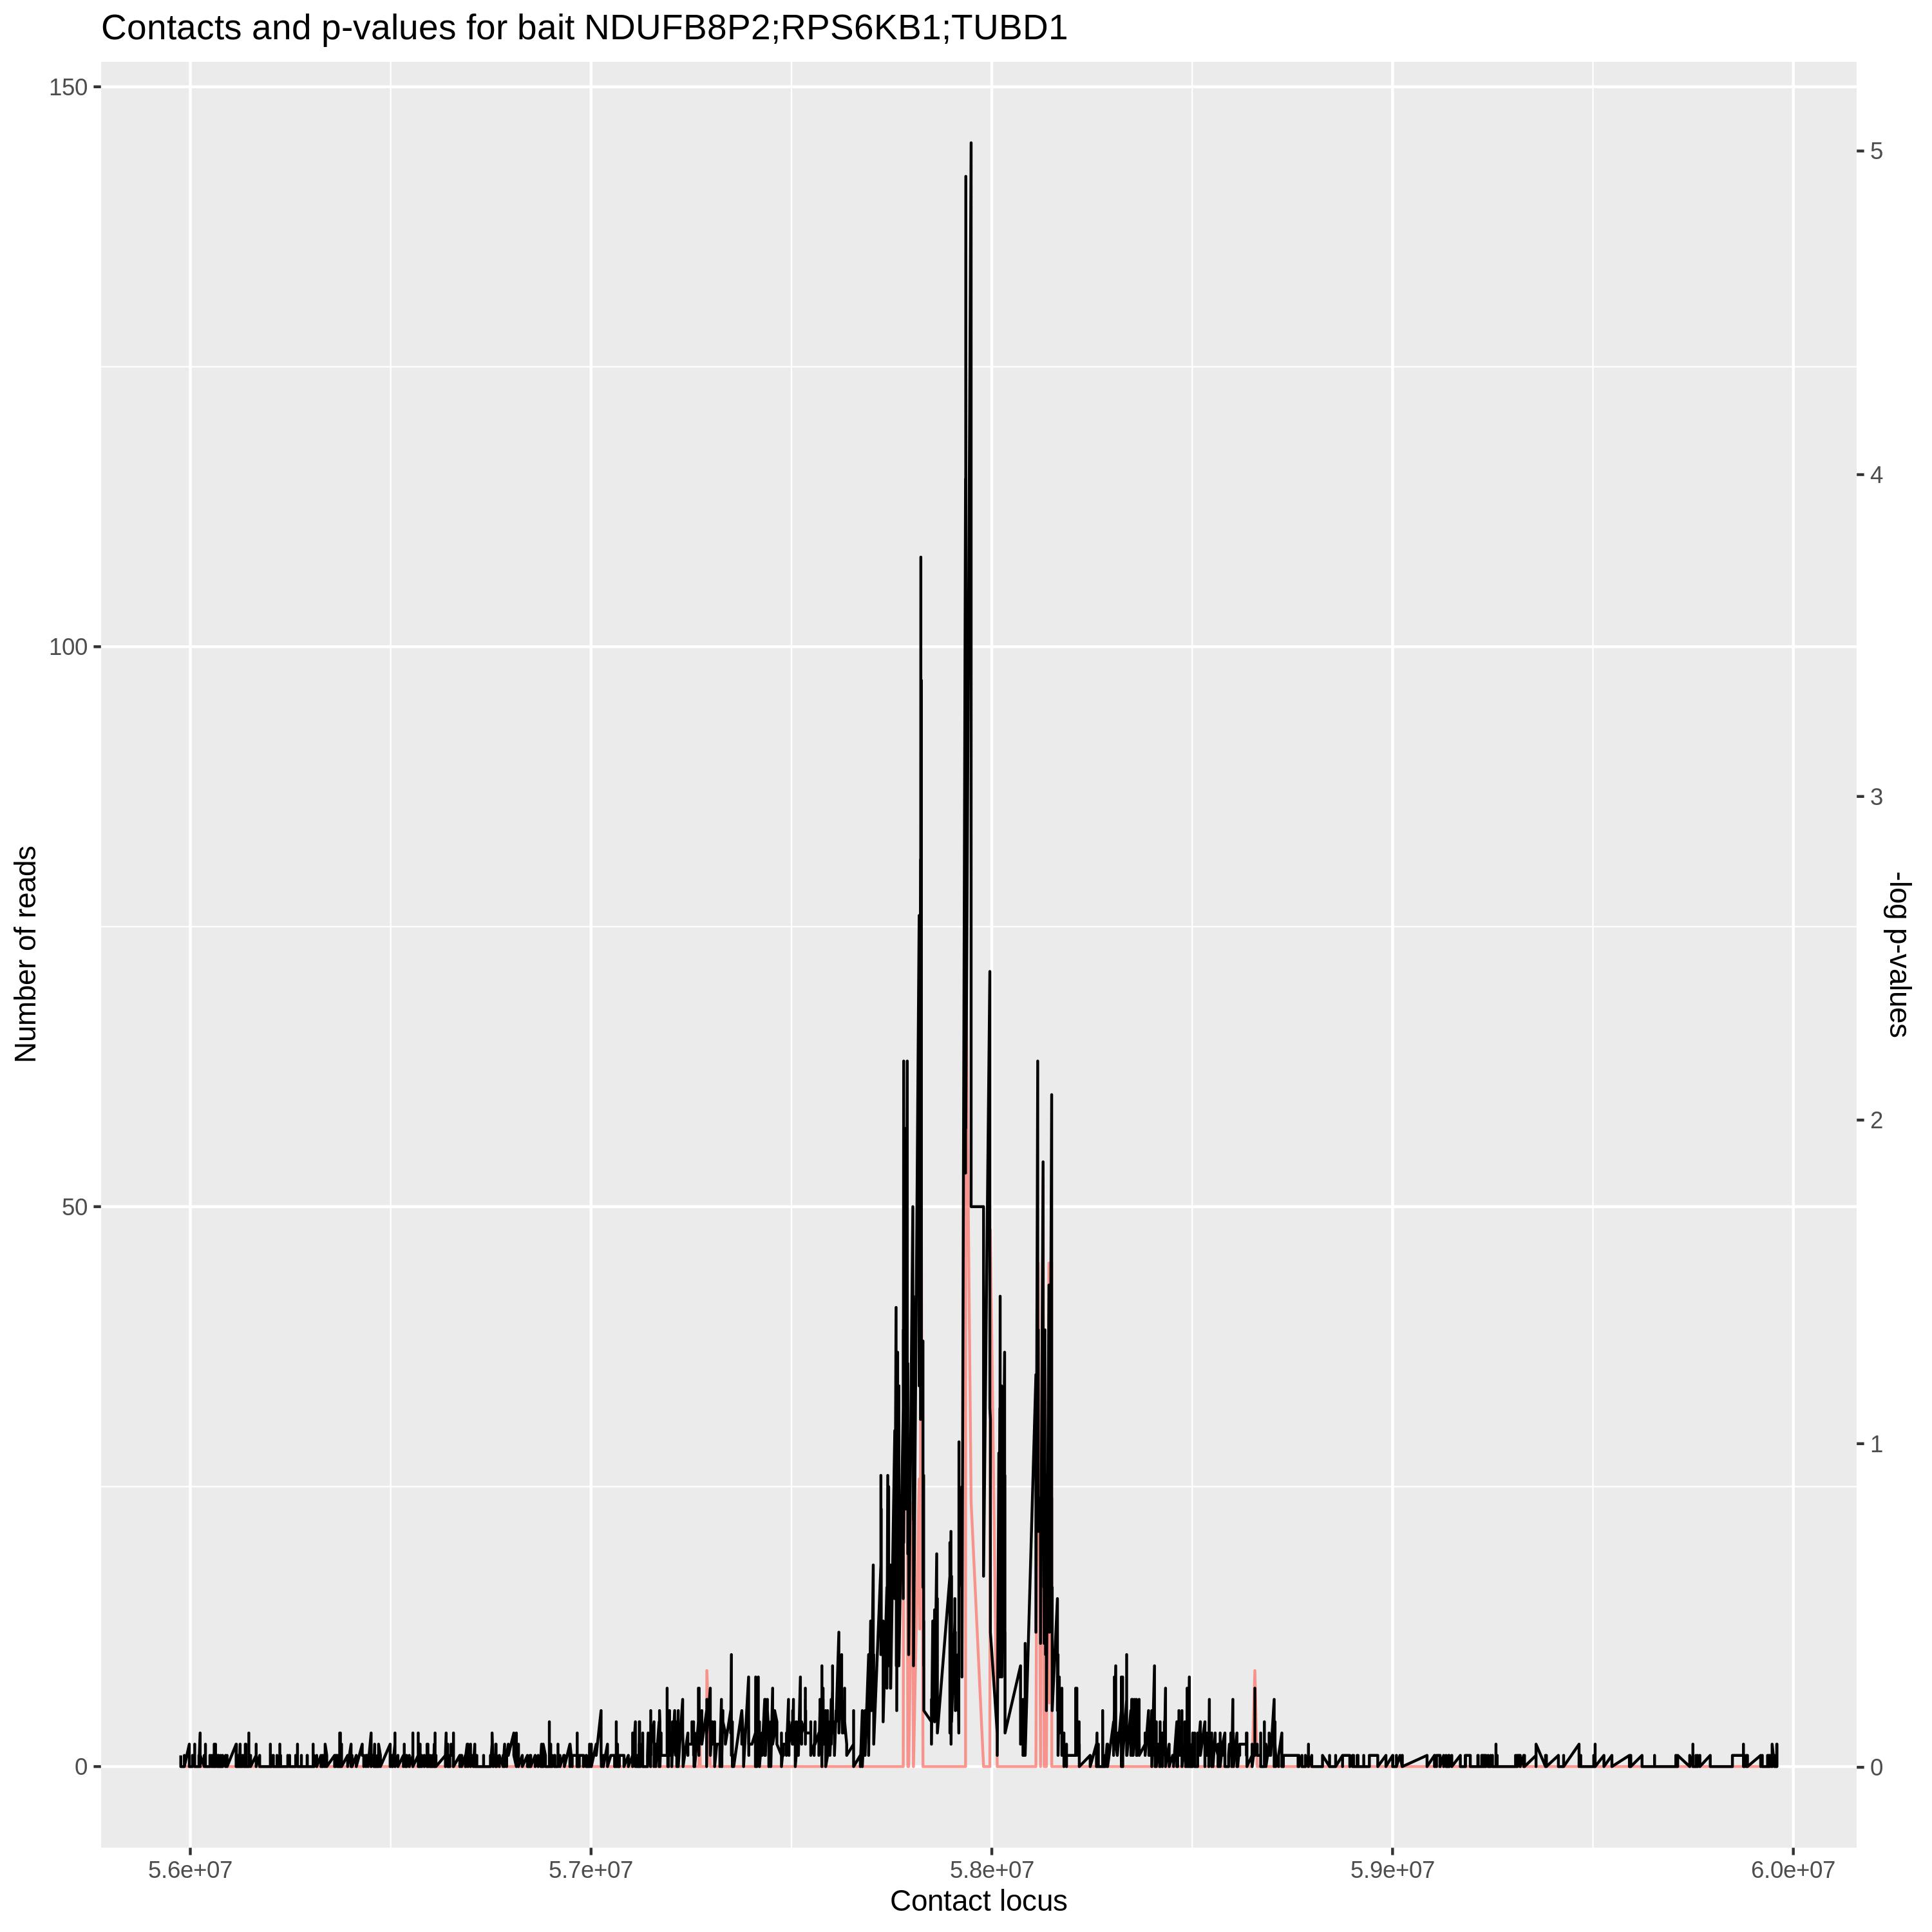 Contacts and p-values for bait NDUFB8P2;RPS6KB1;TUBD1
150
100
50
0
Number of reads
5
4
3
2
1
0
-log p-values
5.6e+07
5.7e+07
5.8e+07
5.9e+07
6.0e+07
Contact locus